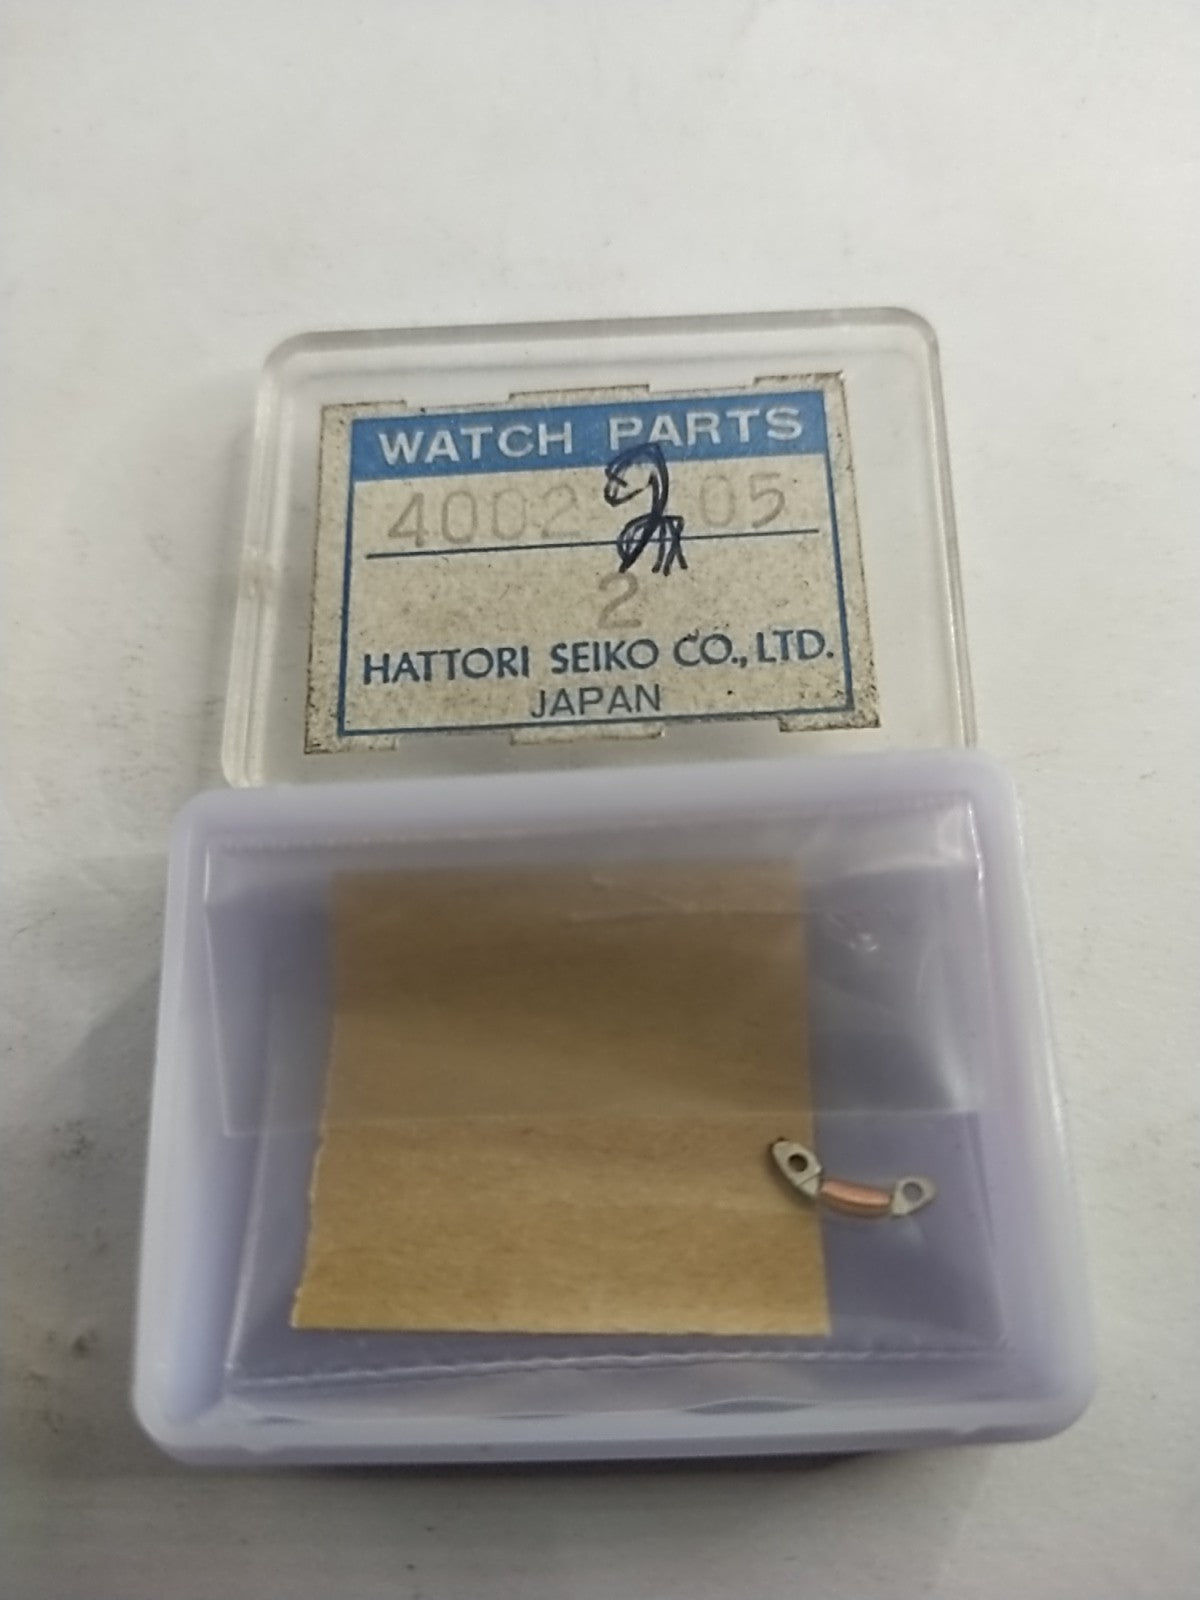 WATCH PARTS
4002 05
2
HATTORI SEIKO CO., LTD.
JAPAN